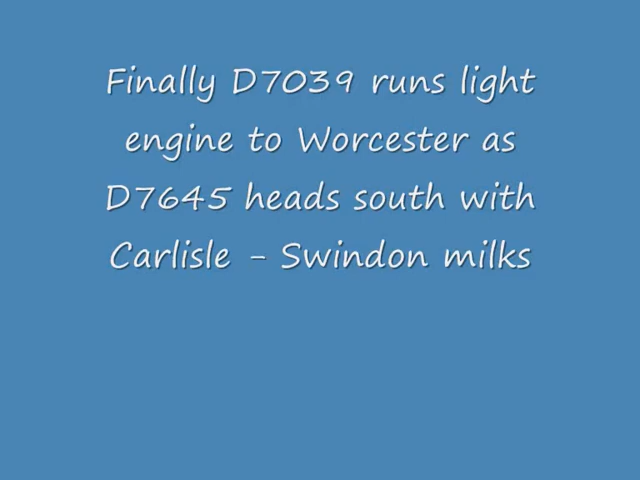 Finally D7039 runs light
engine to Worcester as
D7645 heads south with
Carlisle - Swindon milks